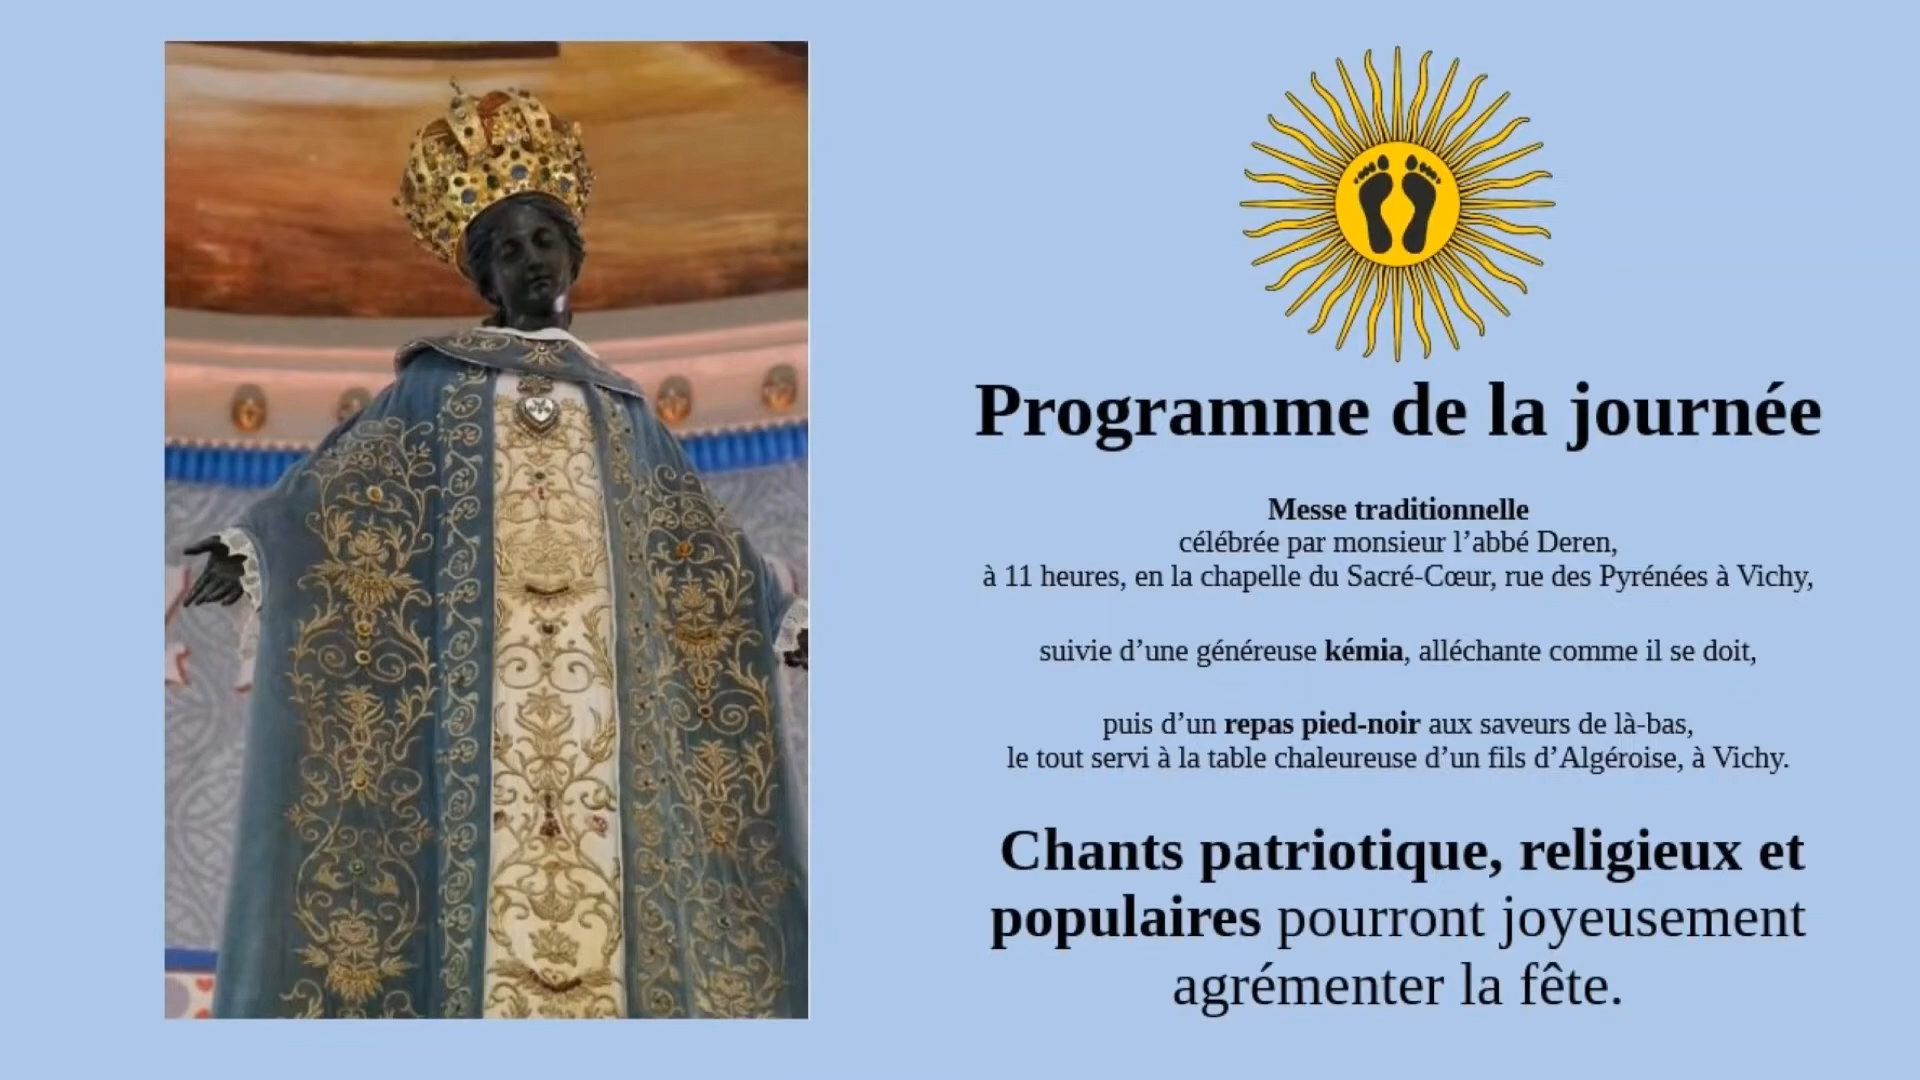 Programme de la journée
Messe traditionnelle
célébrée par monsieur l’abbé Deren,
à 11 heures, en la chapelle du Sacré-Cœur, rue des Pyrénées à Vichy,
suivie d’une généreuse kémia, alléchante comme il se doit,
puis d’un repas pied-noir aux saveurs de là-bas,
le tout servi à la table chaleureuse d’un fils d’Algéroise, à Vichy.
Chants patriotique, religieux et
populaires pourront joyeusement
agrémenter la fête.